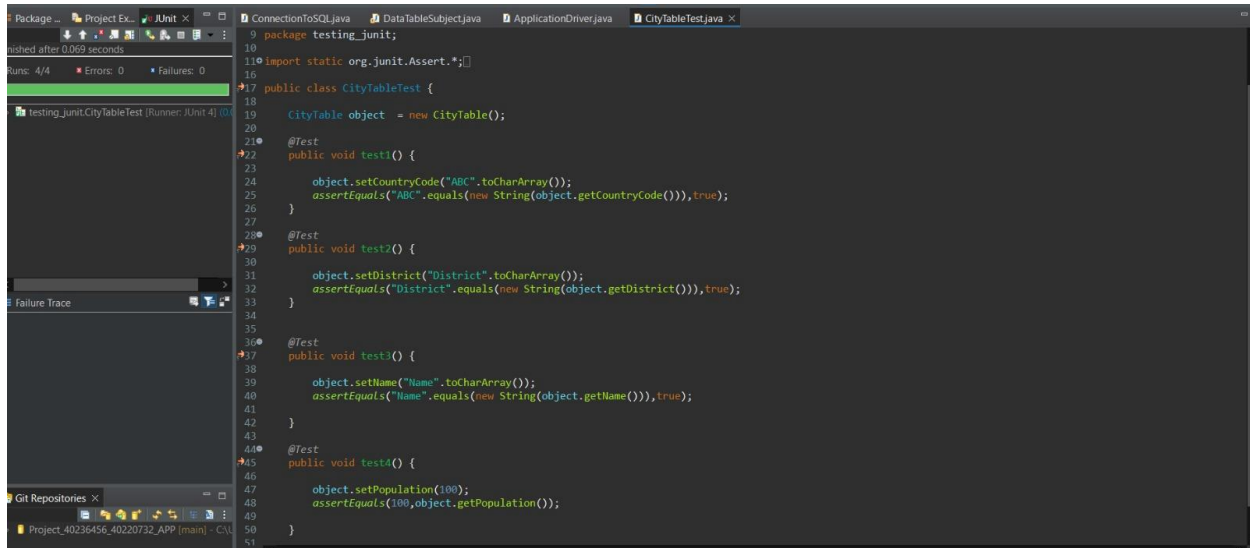 Package ... Project Ex... JUnit
Finished after 0.069 seconds
Runs: 4/4 Errors: 0 Failures: 0
testing_junit.CityTableTest [Runner: JUnit 4]
Failure Trace
Git Repositories
Project_40236456_40220732_APP [main] - C:\
ConnectionToSQL.java DataTableSubject.java ApplicationDriver.java CityTableTest.java
9 package testing_junit;
10
11 import static org.junit.Assert.*;
16
17 public class CityTableTest {
18
19 CityTable object = new CityTable();
20
21 @Test
22 public void test1() {
23
24 object.setCountryCode("ABC".toCharArray());
25 assertEquals("ABC".equals(new String(object.getCountryCode())),true);
26 }
27
28 @Test
29 public void test2() {
30
31 object.setDistrict("District".toCharArray());
32 assertEquals("District".equals(new String(object.getDistrict())),true);
33 }
34
35
36 @Test
37 public void test3() {
38
39 object.setName("Name".toCharArray());
40 assertEquals("Name".equals(new String(object.getName())),true);
41
42 }
43
44 @Test
45 public void test4() {
46
47 object.setPopulation(100);
48 assertEquals(100,object.getPopulation());
49
50 }
51